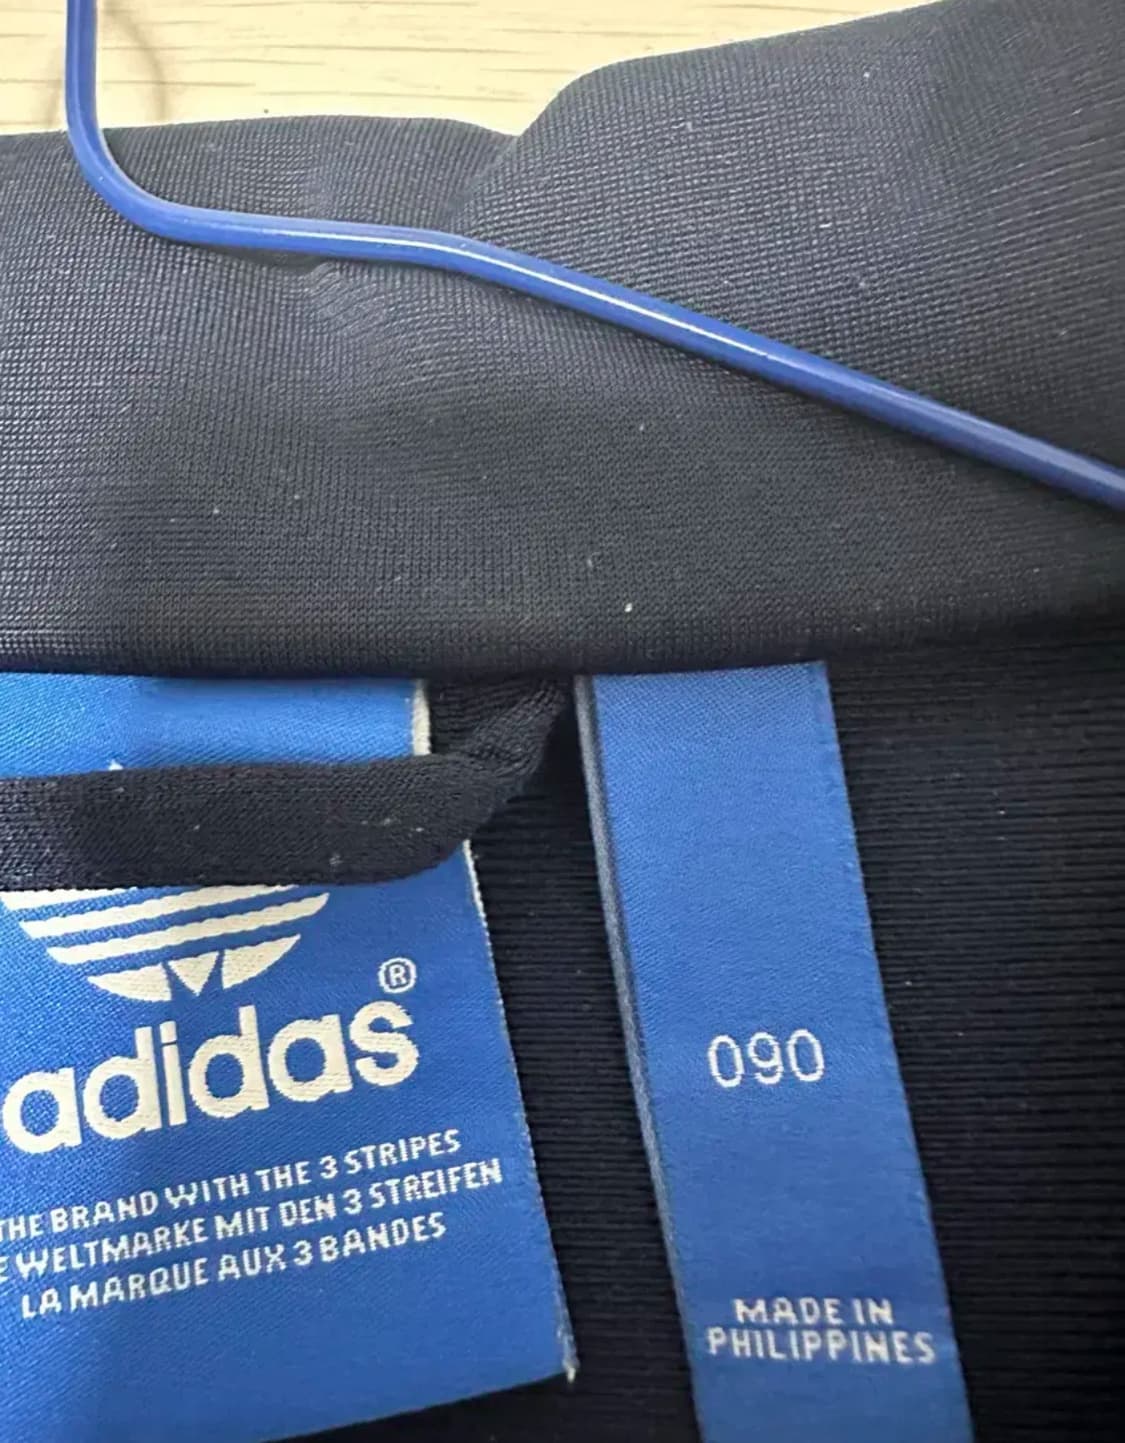 adidas®
THE BRAND WITH THE 3 STRIPES
WELTMARKE MIT DEN 3 STREIFEN
LA MARQUE AUX 3 BANDES
090
MADE IN
PHILIPPINES